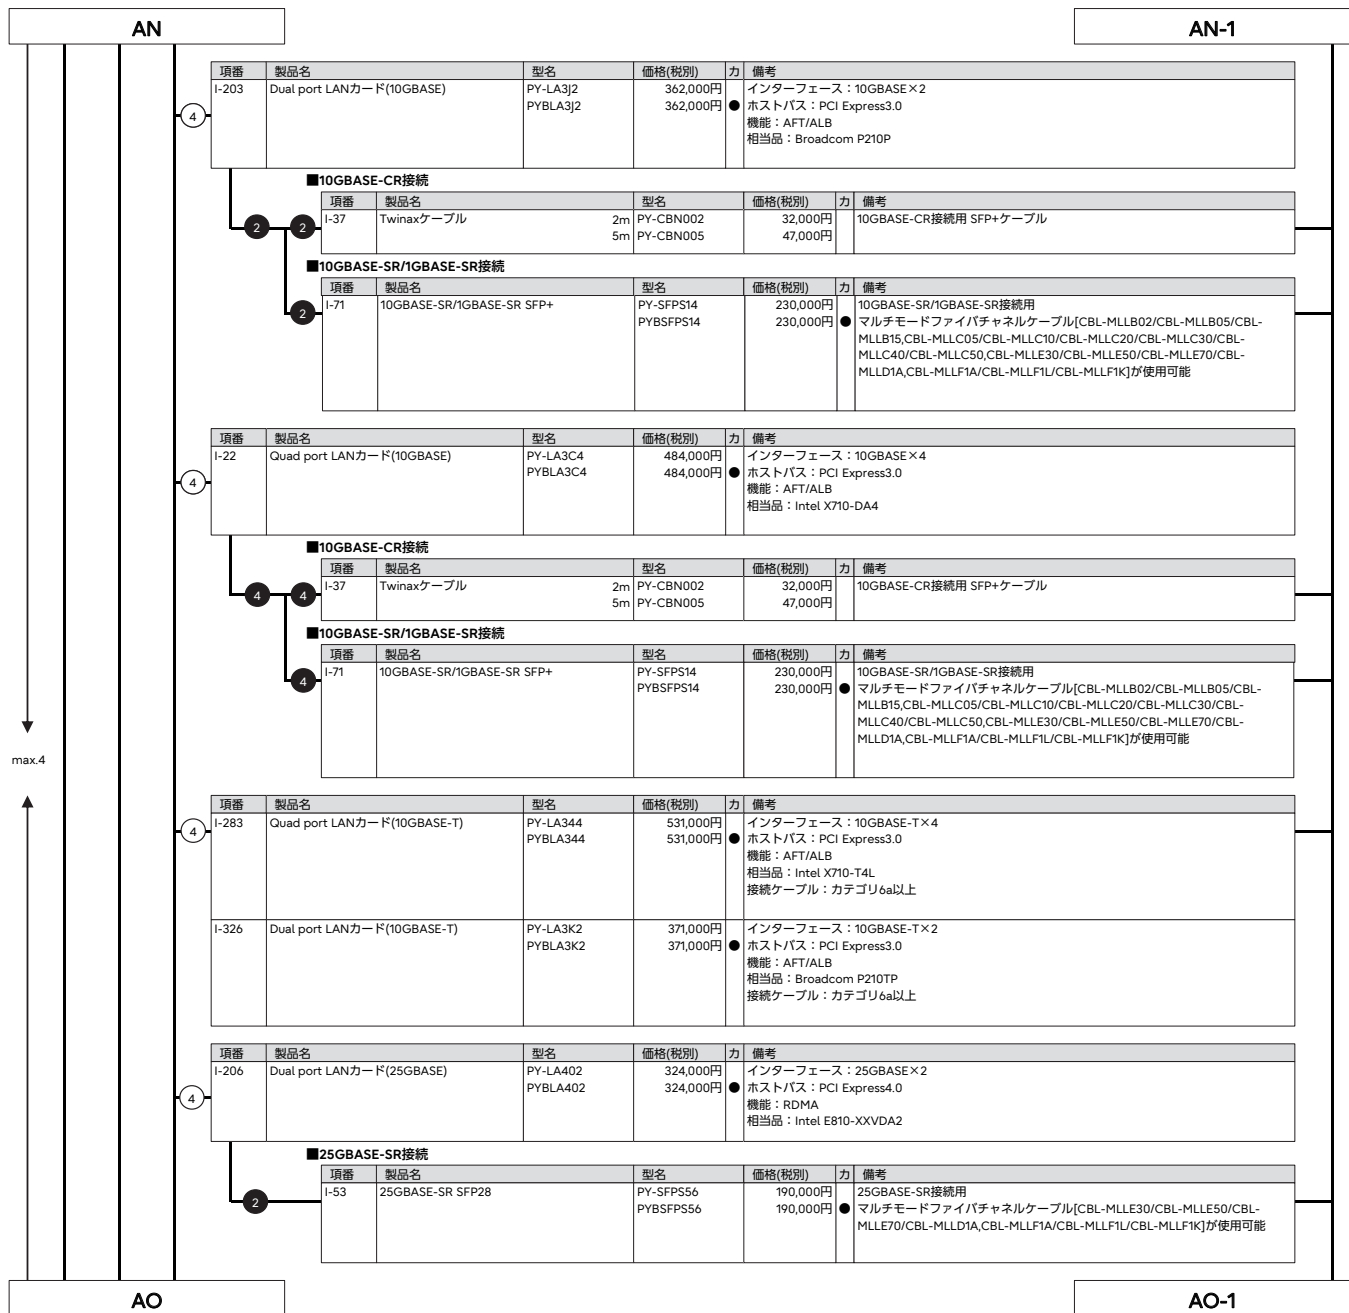 AN
AN-1
項番 製品名 型名 価格(税別) カ 備考
I-203 Dual port LANカード(10GBASE) PY-LA3J2 362,000円 インターフェース：10GBASE×2
PYBLA3J2 362,000円 ● ホストバス：PCI Express3.0
機能：AFT/ALB
相当品：Broadcom P210P
4
■10GBASE-CR接続
項番 製品名 型名 価格(税別) カ 備考
I-37 Twinaxケーブル 2m PY-CBN002 32,000円 10GBASE-CR接続用 SFP+ケーブル
5m PY-CBN005 47,000円
2 2
■10GBASE-SR/1GBASE-SR接続
項番 製品名 型名 価格(税別) カ 備考
I-71 10GBASE-SR/1GBASE-SR SFP+ PY-SFPS14 230,000円 10GBASE-SR/1GBASE-SR接続用
PYBSFPS14 230,000円 ● マルチモードファイバチャネルケーブル[CBL-MLLB02/CBL-MLLB05/CBL-
MLLB15,CBL-MLLC05/CBL-MLLC10/CBL-MLLC20/CBL-MLLC30/CBL-
MLLC40/CBL-MLLC50,CBL-MLLE30/CBL-MLLE50/CBL-MLLE70/CBL-
MLLD1A,CBL-MLLF1A/CBL-MLLF1L/CBL-MLLF1K]が使用可能
2
項番 製品名 型名 価格(税別) カ 備考
I-22 Quad port LANカード(10GBASE) PY-LA3C4 484,000円 インターフェース：10GBASE×4
PYBLA3C4 484,000円 ● ホストバス：PCI Express3.0
機能：AFT/ALB
相当品：Intel X710-DA4
4
■10GBASE-CR接続
項番 製品名 型名 価格(税別) カ 備考
I-37 Twinaxケーブル 2m PY-CBN002 32,000円 10GBASE-CR接続用 SFP+ケーブル
5m PY-CBN005 47,000円
4 4
■10GBASE-SR/1GBASE-SR接続
項番 製品名 型名 価格(税別) カ 備考
I-71 10GBASE-SR/1GBASE-SR SFP+ PY-SFPS14 230,000円 10GBASE-SR/1GBASE-SR接続用
PYBSFPS14 230,000円 ● マルチモードファイバチャネルケーブル[CBL-MLLB02/CBL-MLLB05/CBL-
MLLB15,CBL-MLLC05/CBL-MLLC10/CBL-MLLC20/CBL-MLLC30/CBL-
MLLC40/CBL-MLLC50,CBL-MLLE30/CBL-MLLE50/CBL-MLLE70/CBL-
MLLD1A,CBL-MLLF1A/CBL-MLLF1L/CBL-MLLF1K]が使用可能
4
max.4
項番 製品名 型名 価格(税別) カ 備考
I-283 Quad port LANカード(10GBASE-T) PY-LA344 531,000円 インターフェース：10GBASE-T×4
PYBLA344 531,000円 ● ホストバス：PCI Express3.0
機能：AFT/ALB
相当品：Intel X710-T4L
接続ケーブル：カテゴリ6a以上
4
I-326 Dual port LANカード(10GBASE-T) PY-LA3K2 371,000円 インターフェース：10GBASE-T×2
PYBLA3K2 371,000円 ● ホストバス：PCI Express3.0
機能：AFT/ALB
相当品：Broadcom P210TP
接続ケーブル：カテゴリ6a以上
項番 製品名 型名 価格(税別) カ 備考
I-206 Dual port LANカード(25GBASE) PY-LA402 324,000円 インターフェース：25GBASE×2
PYBLA402 324,000円 ● ホストバス：PCI Express4.0
機能：RDMA
相当品：Intel E810-XXVDA2
4
■25GBASE-SR接続
項番 製品名 型名 価格(税別) カ 備考
I-53 25GBASE-SR SFP28 PY-SFPS56 190,000円 25GBASE-SR接続用
PYBSFPS56 190,000円 ● マルチモードファイバチャネルケーブル[CBL-MLLE30/CBL-MLLE50/CBL-
MLLE70/CBL-MLLD1A,CBL-MLLF1A/CBL-MLLF1L/CBL-MLLF1K]が使用可能
2
AO
AO-1